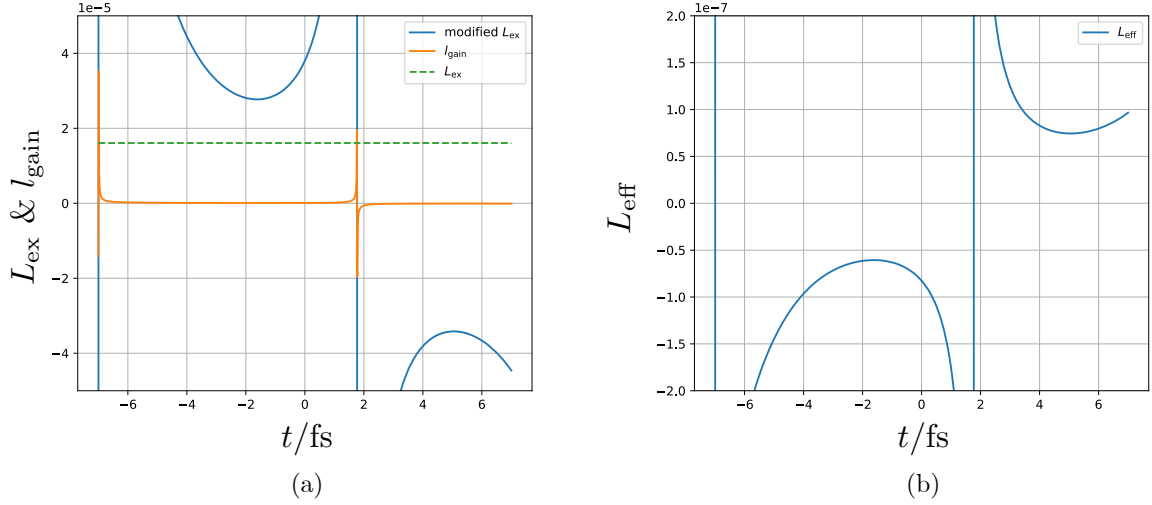 1e−5
modified L_ex
l_gain
L_ex
4
2
0
−2
−4
L_ex & l_gain
−6 −4 −2 0 2 4 6
t/fs
(a)
1e−7
L_eff
2.0
1.5
1.0
0.5
0.0
−0.5
−1.0
−1.5
−2.0
L_eff
−6 −4 −2 0 2 4 6
t/fs
(b)